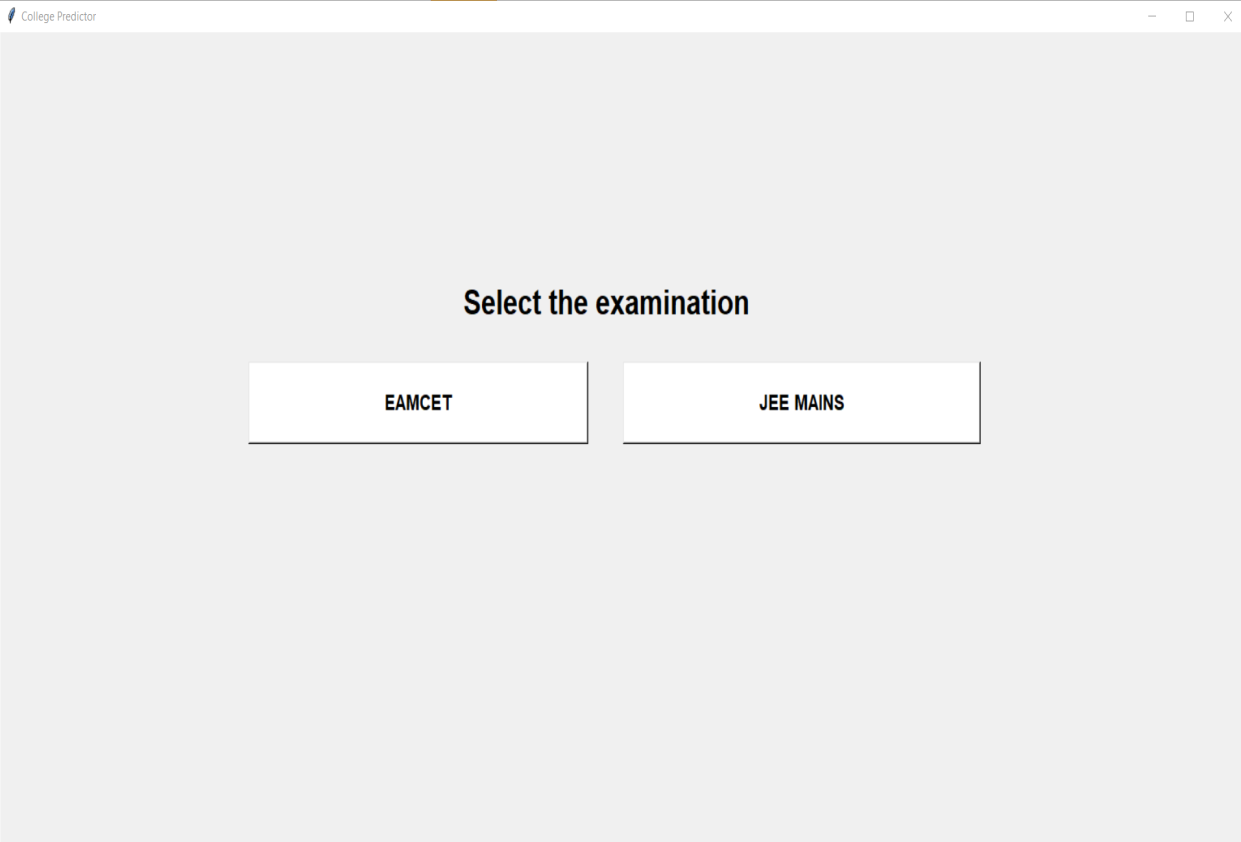 College Predictor
Select the examination
EAMCET
JEE MAINS